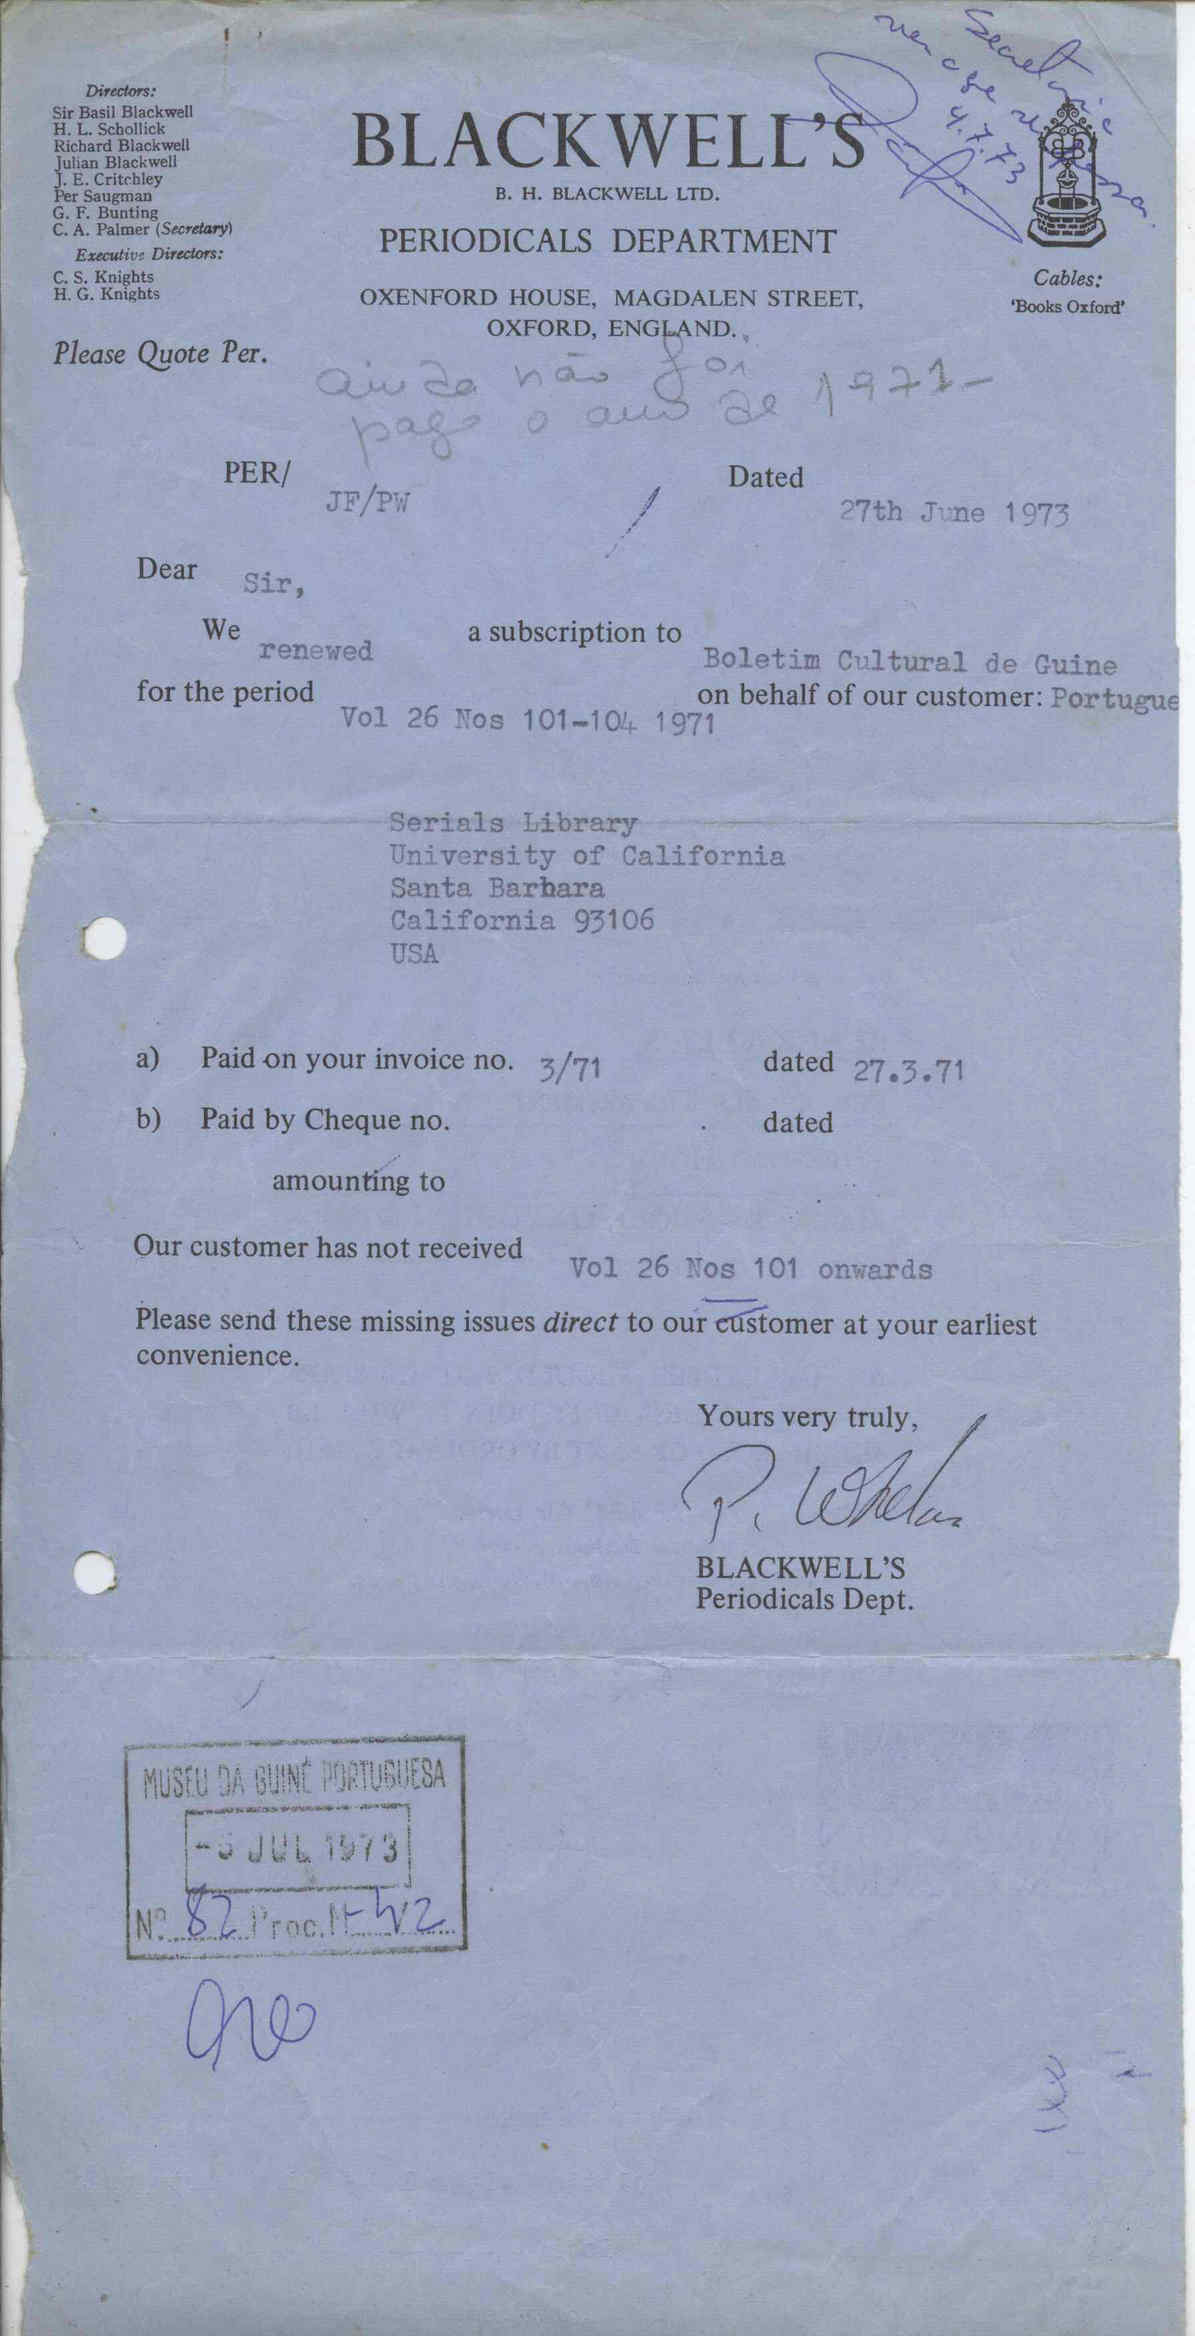 Directors:
Sir Basil Blackwell
H. L. Schollick
Richard Blackwell
Julian Blackwell
J. E. Critchley
Per Saugman
G. F. Bunting
C. A. Palmer (Secretary)
Executive Directors:
C. S. Knights
H. G. Knights
Please Quote Per.
BLACKWELL'S
B. H. BLACKWELL LTD.
PERIODICALS DEPARTMENT
OXENFORD HOUSE, MAGDALEN STREET,
OXFORD, ENGLAND.
Secretaria
4.7.73
Cables:
'Books Oxford'
ainda não foi
pago o ano de 1971-
PER/ JF/PW Dated 27th June 1973
Dear Sir,
We renewed a subscription to Boletim Cultural de Guine
for the period Vol 26 Nos 101-104 1971 on behalf of our customer: Portugue
Serials Library
University of California
Santa Barbara
California 93106
USA
a) Paid on your invoice no. 3/71 dated 27.3.71
b) Paid by Cheque no. dated
amounting to
Our customer has not received Vol 26 Nos 101 onwards
Please send these missing issues direct to our customer at your earliest
convenience.
Yours very truly,
P. Whelan
BLACKWELL'S
Periodicals Dept.
MUSEU DA GUINÉ PORTUGUESA
JUL 1973
Nº 82 Proc.